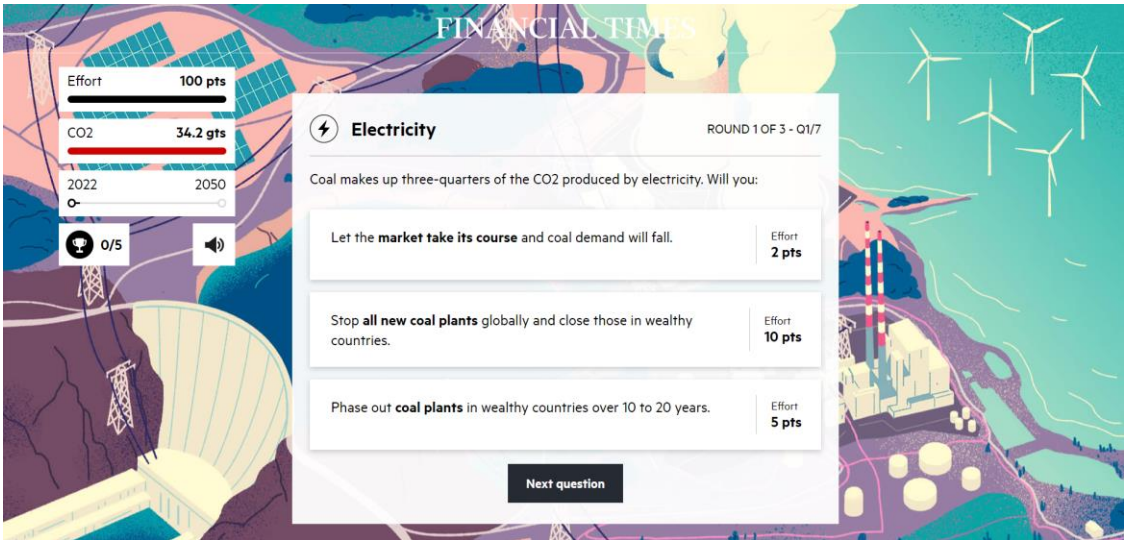 FINANCIAL TIMES
Effort 100 pts
CO2 34.2 gts
2022 2050
0/5
Electricity
ROUND 1 OF 3 - Q1/7
Coal makes up three-quarters of the CO2 produced by electricity. Will you:
Let the market take its course and coal demand will fall.
Effort
2 pts
Stop all new coal plants globally and close those in wealthy
countries.
Effort
10 pts
Phase out coal plants in wealthy countries over 10 to 20 years.
Effort
5 pts
Next question